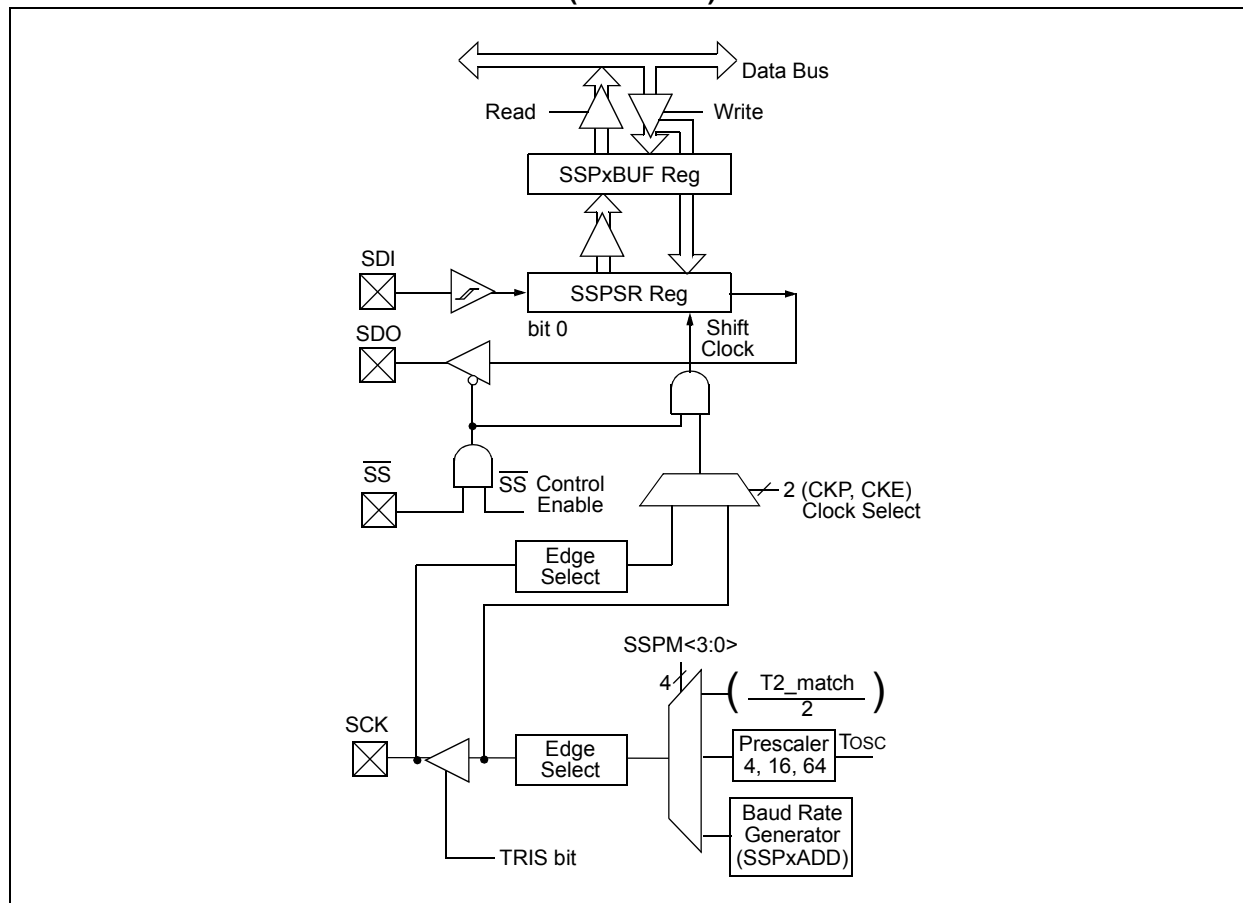 Data Bus
Read
Write
SSPxBUF Reg
SDI
SSPSR Reg
bit 0
Shift
Clock
SDO
SS
SS Control
Enable
2 (CKP, CKE)
Clock Select
Edge
Select
SSPM<3:0>
4
( T2_match )
2
SCK
Edge
Select
Prescaler
4, 16, 64
TOSC
Baud Rate
Generator
(SSPxADD)
TRIS bit